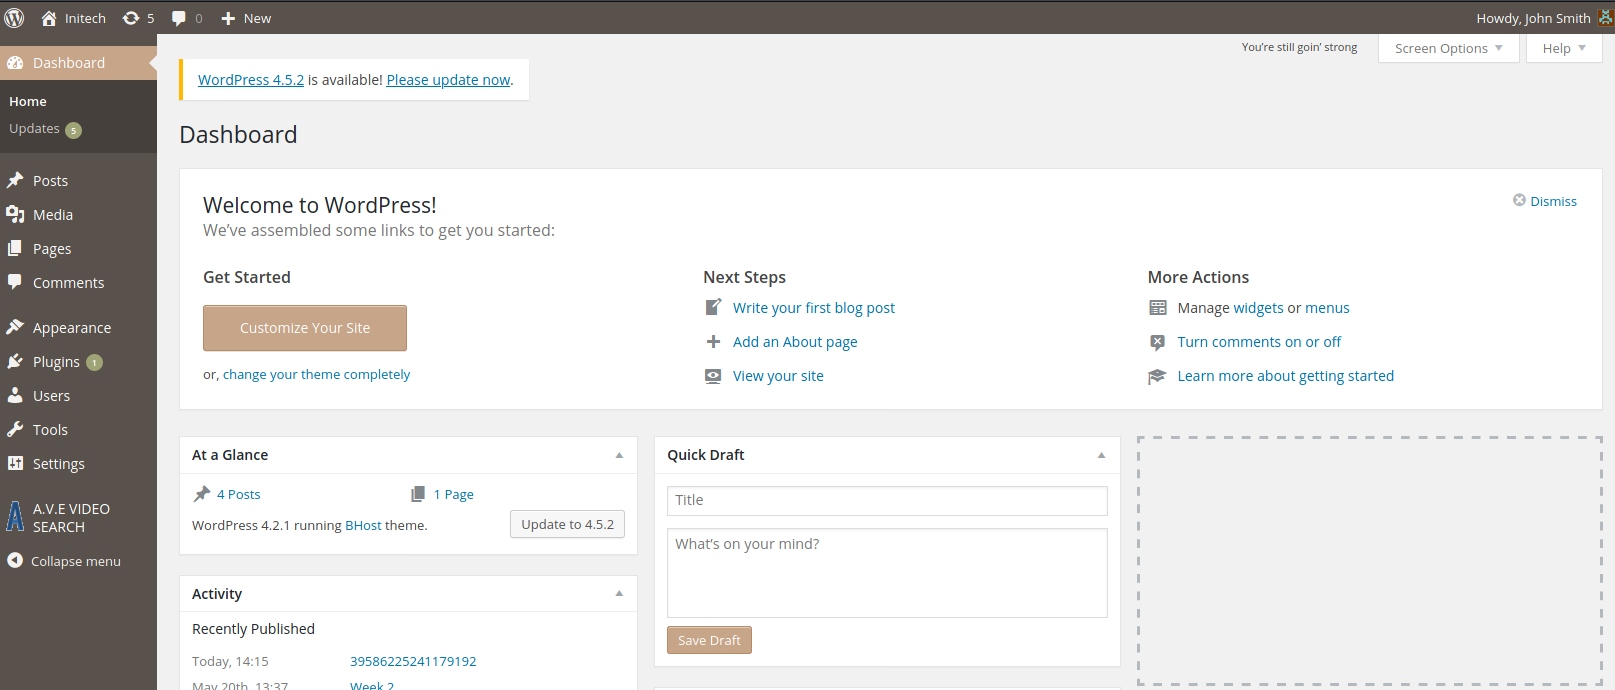 Initech 5 0 New Howdy, John Smith
Dashboard
Home
Updates 5
Posts
Media
Pages
Comments
Appearance
Plugins 1
Users
Tools
Settings
A.V.E VIDEO
SEARCH
Collapse menu
You're still goin' strong Screen Options Help
WordPress 4.5.2 is available! Please update now.
Dashboard
Welcome to WordPress!
Dismiss
We've assembled some links to get you started:
Get Started
Customize Your Site
or, change your theme completely
Next Steps
Write your first blog post
Add an About page
View your site
More Actions
Manage widgets or menus
Turn comments on or off
Learn more about getting started
At a Glance
4 Posts 1 Page
WordPress 4.2.1 running BHost theme. Update to 4.5.2
Activity
Recently Published
Today, 14:15 39586225241179192
May 20th, 13:37 Week 2
Quick Draft
Title
What's on your mind?
Save Draft